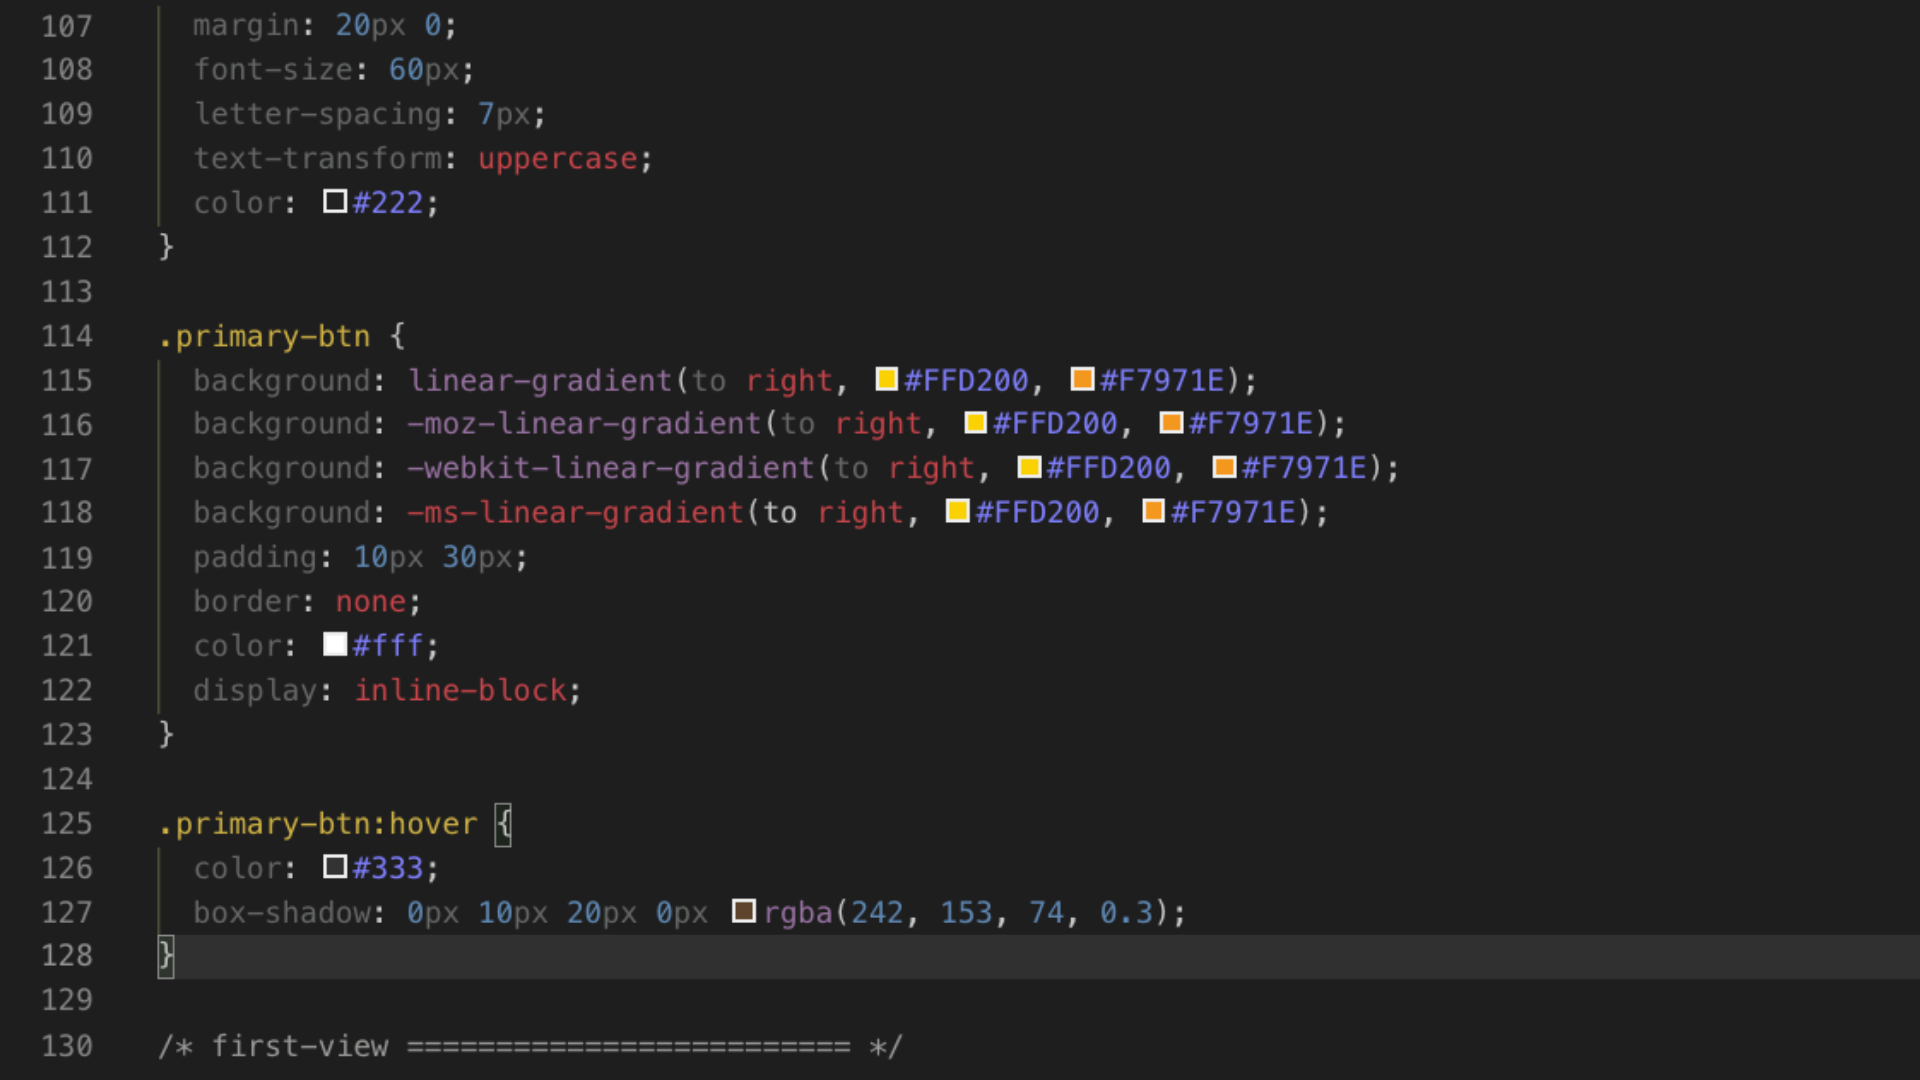 107 margin: 20px 0;
108 font-size: 60px;
109 letter-spacing: 7px;
110 text-transform: uppercase;
111 color: #222;
112 }
113
114 .primary-btn {
115 background: linear-gradient(to right, #FFD200, #F7971E);
116 background: -moz-linear-gradient(to right, #FFD200, #F7971E);
117 background: -webkit-linear-gradient(to right, #FFD200, #F7971E);
118 background: -ms-linear-gradient(to right, #FFD200, #F7971E);
119 padding: 10px 30px;
120 border: none;
121 color: #fff;
122 display: inline-block;
123 }
124
125 .primary-btn:hover {
126 color: #333;
127 box-shadow: 0px 10px 20px 0px rgba(242, 153, 74, 0.3);
128 }
129
130 /* first-view ========================= */